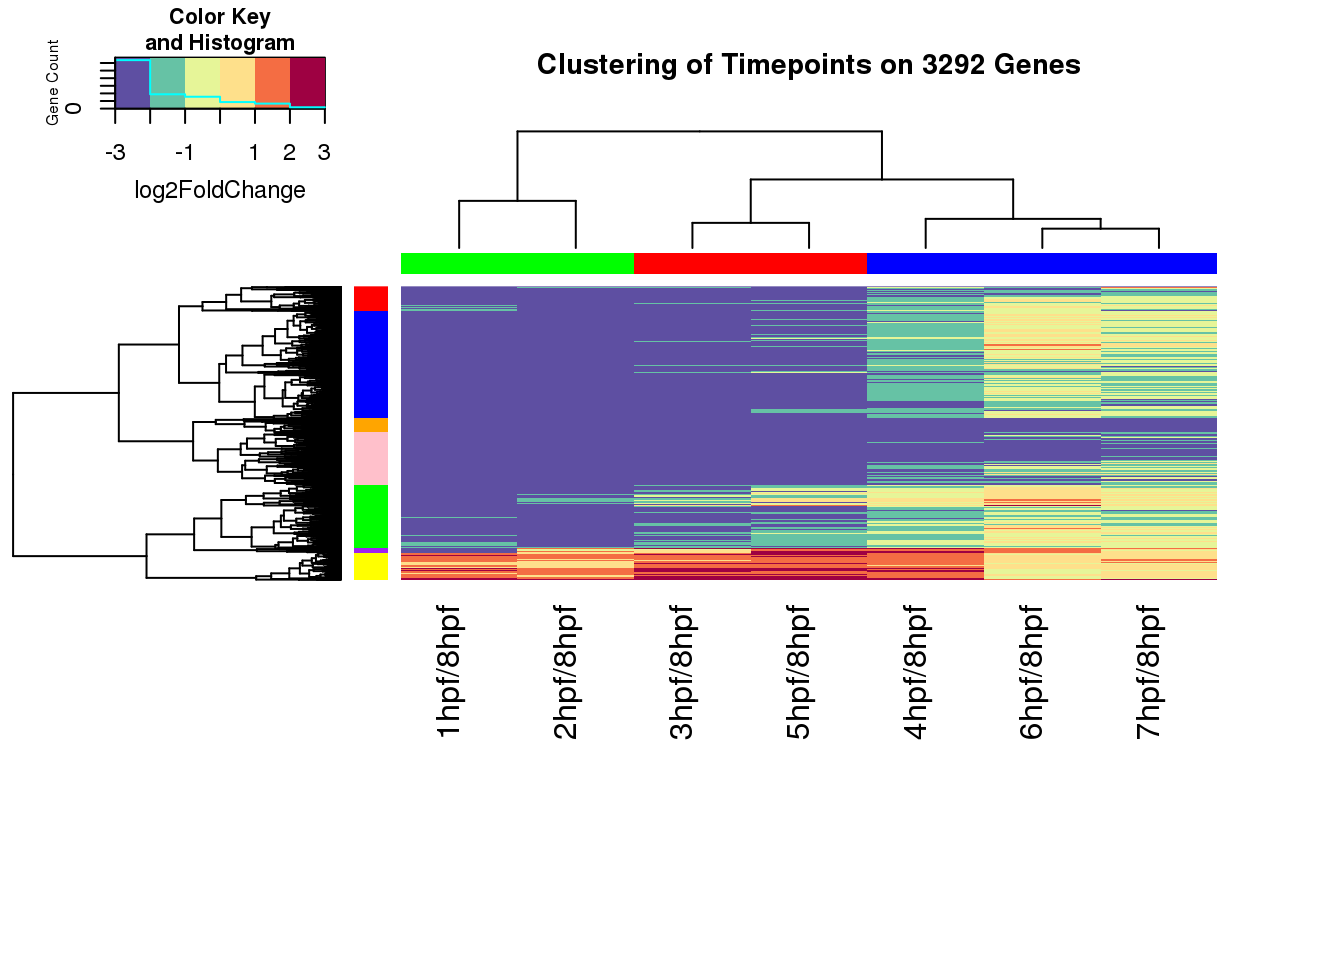 Color Key
and Histogram
Gene Count
0
-3 -1 1 2 3
log2FoldChange
Clustering of Timepoints on 3292 Genes
1hpf/8hpf
2hpf/8hpf
3hpf/8hpf
5hpf/8hpf
4hpf/8hpf
6hpf/8hpf
7hpf/8hpf